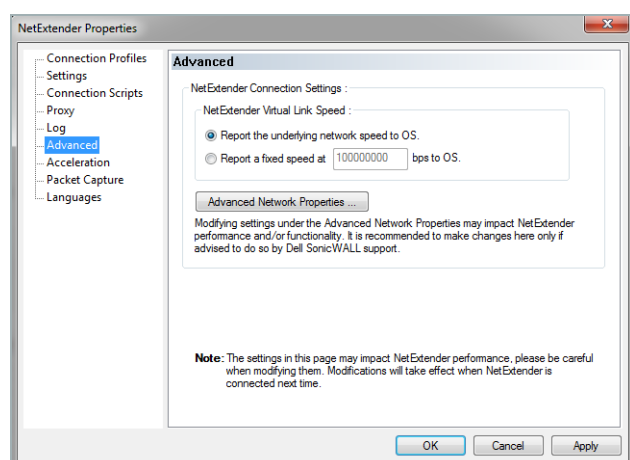 NetExtender Properties
Connection Profiles
Settings
Connection Scripts
Proxy
Log
Advanced
Acceleration
Packet Capture
Languages
Advanced
NetExtender Connection Settings :
NetExtender Virtual Link Speed :
Report the underlying network speed to OS.
Report a fixed speed at 100000000 bps to OS.
Advanced Network Properties ...
Modifying settings under the Advanced Network Properties may impact NetExtender
performance and/or functionality. It is recommended to make changes here only if
advised to do so by Dell SonicWALL support.
Note: The settings in this page may impact NetExtender performance, please be careful
when modifying them. Modifications will take effect when NetExtender is
connected next time.
OK Cancel Apply